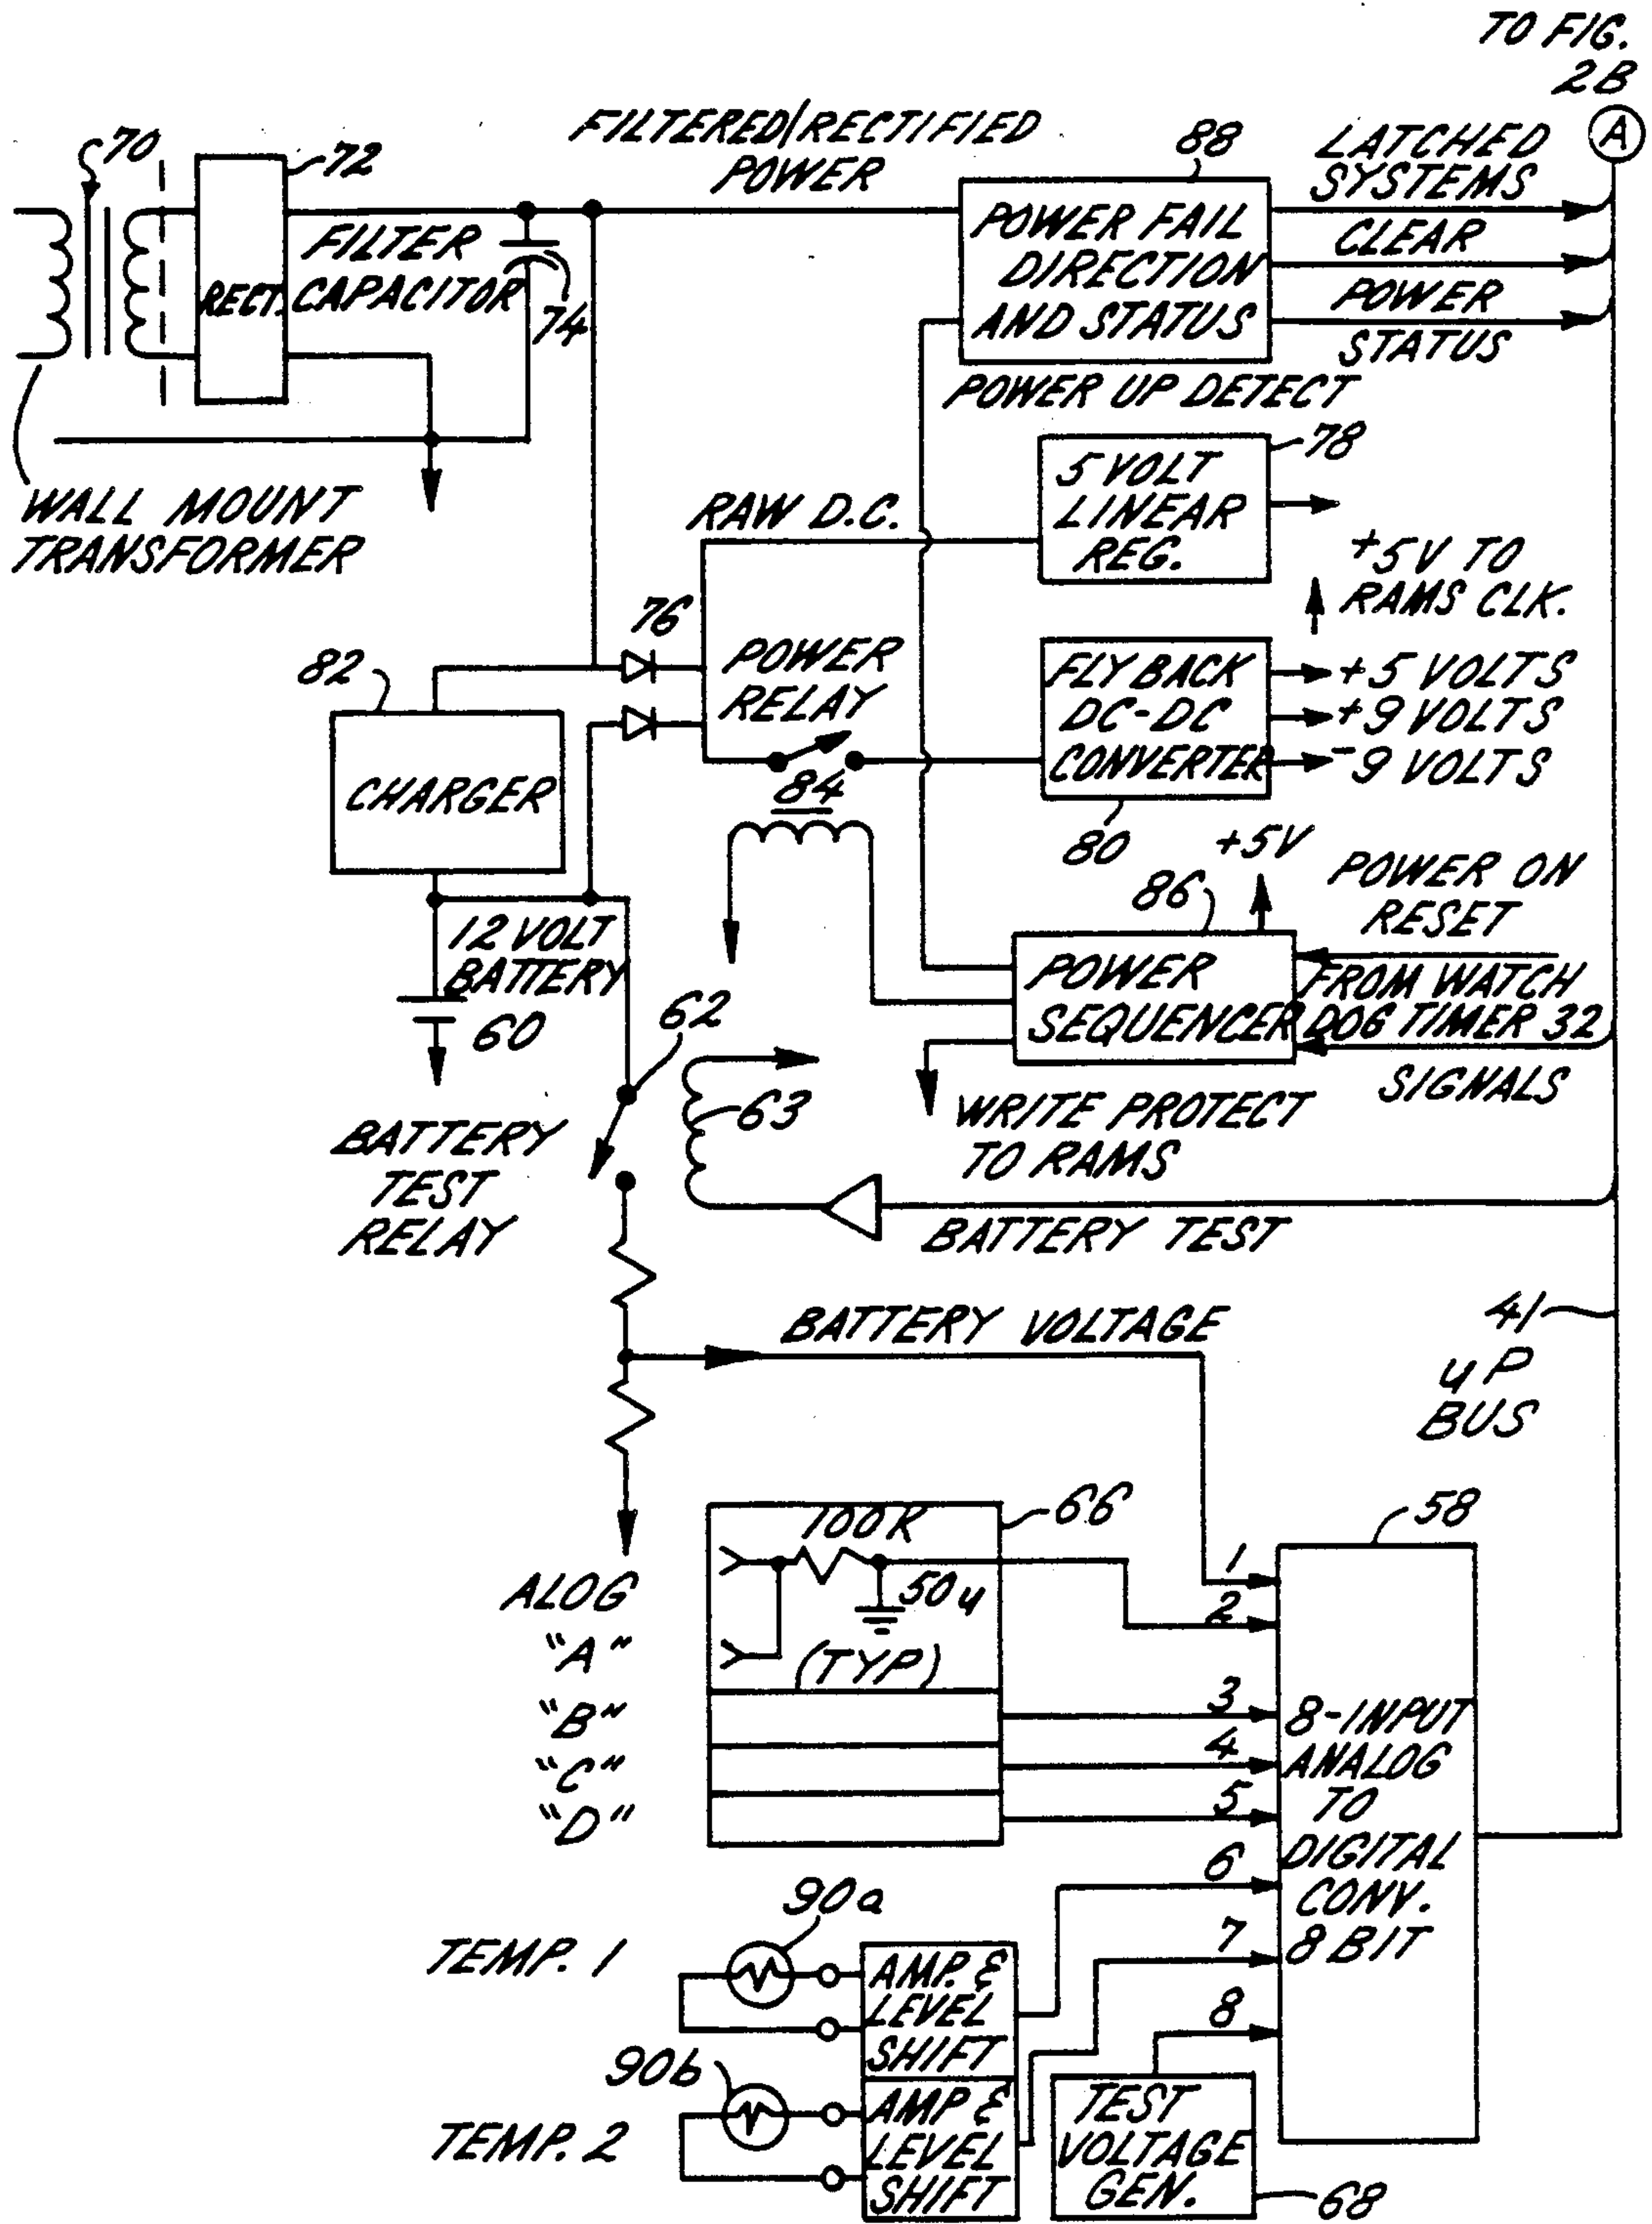 TO FIG.
2B
A
70
72
FILTERED/RECTIFIED
POWER
88
LATCHED
SYSTEMS
CLEAR
POWER
STATUS
RECT.
FILTER
CAPACITOR
74
POWER FAIL
DIRECTION
AND STATUS
POWER UP DETECT
WALL MOUNT
TRANSFORMER
RAW D.C.
78
5 VOLT
LINEAR
REG.
+5V TO
RAMS CLK.
76
POWER
RELAY
82
CHARGER
84
FLY BACK
DC-DC
CONVERTER
+5 VOLTS
+9 VOLTS
-9 VOLTS
80
+5V
86
POWER ON
RESET
12 VOLT
BATTERY
60
62
63
POWER
SEQUENCER
FROM WATCH
DOG TIMER 32
SIGNALS
WRITE PROTECT
TO RAMS
BATTERY
TEST
RELAY
BATTERY TEST
BATTERY VOLTAGE
41
uP
BUS
66
58
100K
50u
(TYP)
ALOG
"A"
"B"
"C"
"D"
1
2
3
4
5
6
7
8
8-INPUT
ANALOG
TO
DIGITAL
CONV.
8 BIT
90a
TEMP. 1
AMP. &
LEVEL
SHIFT
90b
TEMP. 2
AMP &
LEVEL
SHIFT
TEST
VOLTAGE
GEN.
68